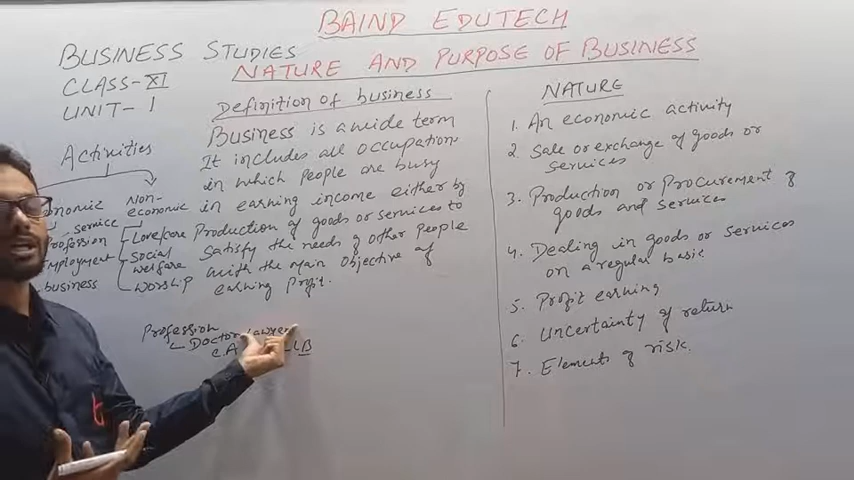 BAIND EDUTECH
BUSINESS STUDIES
CLASS-XI
UNIT-1
NATURE AND PURPOSE OF BUSINESS
Activities
Non-
economic
service
Love/care
Social
welfare
worship
Employment
business
Definition of business
Business is a wide term
It includes all occupation
in which people are busy
in earning income either by
Production of goods or services to
Satisfy the needs of other people
with the main objective of
earning Profit.
Profession
Doctor
C.A
NATURE
1. An economic activity
2. Sale or exchange of goods or
services
3. Production or Procurement of
goods and services
4. Dealing in goods or services
on a regular basic
5. Profit earning
6. Uncertainty of return
7. Elements of risk.